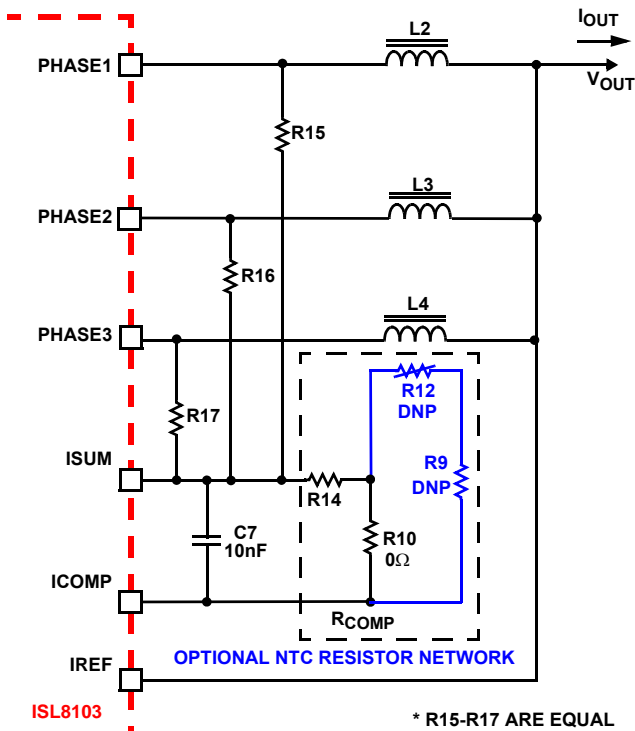 L2
IOUT
PHASE1
VOUT
R15
L3
PHASE2
R16
L4
PHASE3
R12
DNP
R17
R9
DNP
ISUM
R14
C7
10nF
R10
0Ω
ICOMP
RCOMP
OPTIONAL NTC RESISTOR NETWORK
IREF
ISL8103
* R15-R17 ARE EQUAL